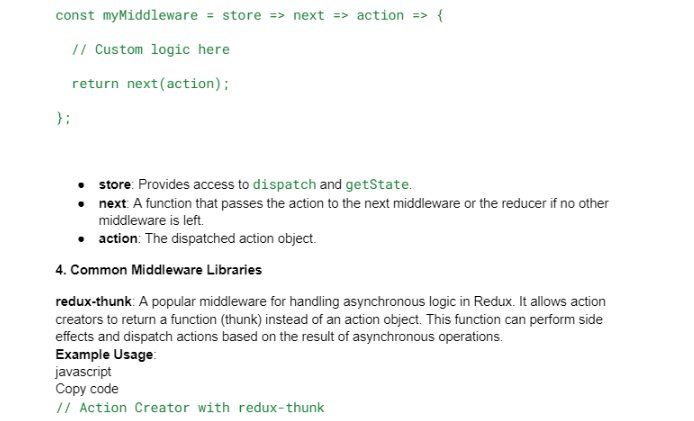 const myMiddleware = store => next => action => {
// Custom logic here
return next(action);
};
● store: Provides access to dispatch and getState.
● next: A function that passes the action to the next middleware or the reducer if no other
middleware is left.
● action: The dispatched action object.
4. Common Middleware Libraries
redux-thunk: A popular middleware for handling asynchronous logic in Redux. It allows action
creators to return a function (thunk) instead of an action object. This function can perform side
effects and dispatch actions based on the result of asynchronous operations.
Example Usage:
javascript
Copy code
// Action Creator with redux-thunk